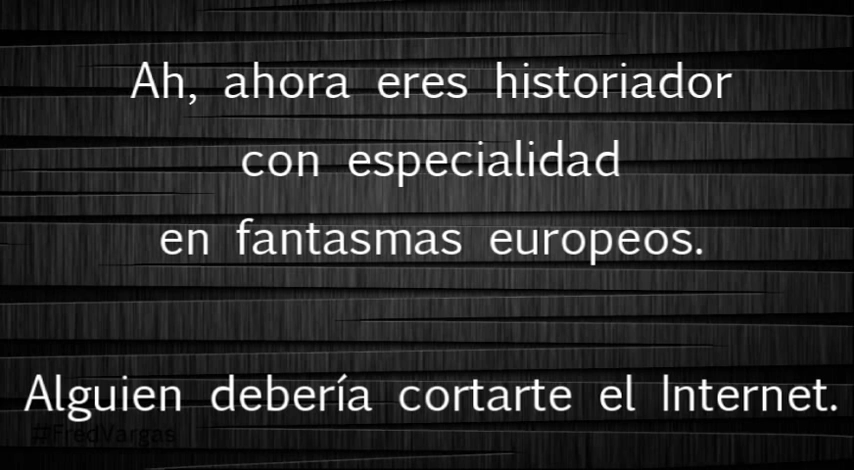 Ah, ahora eres historiador
con especialidad
en fantasmas europeos.
Alguien debería cortarte el Internet.
#FredVargas